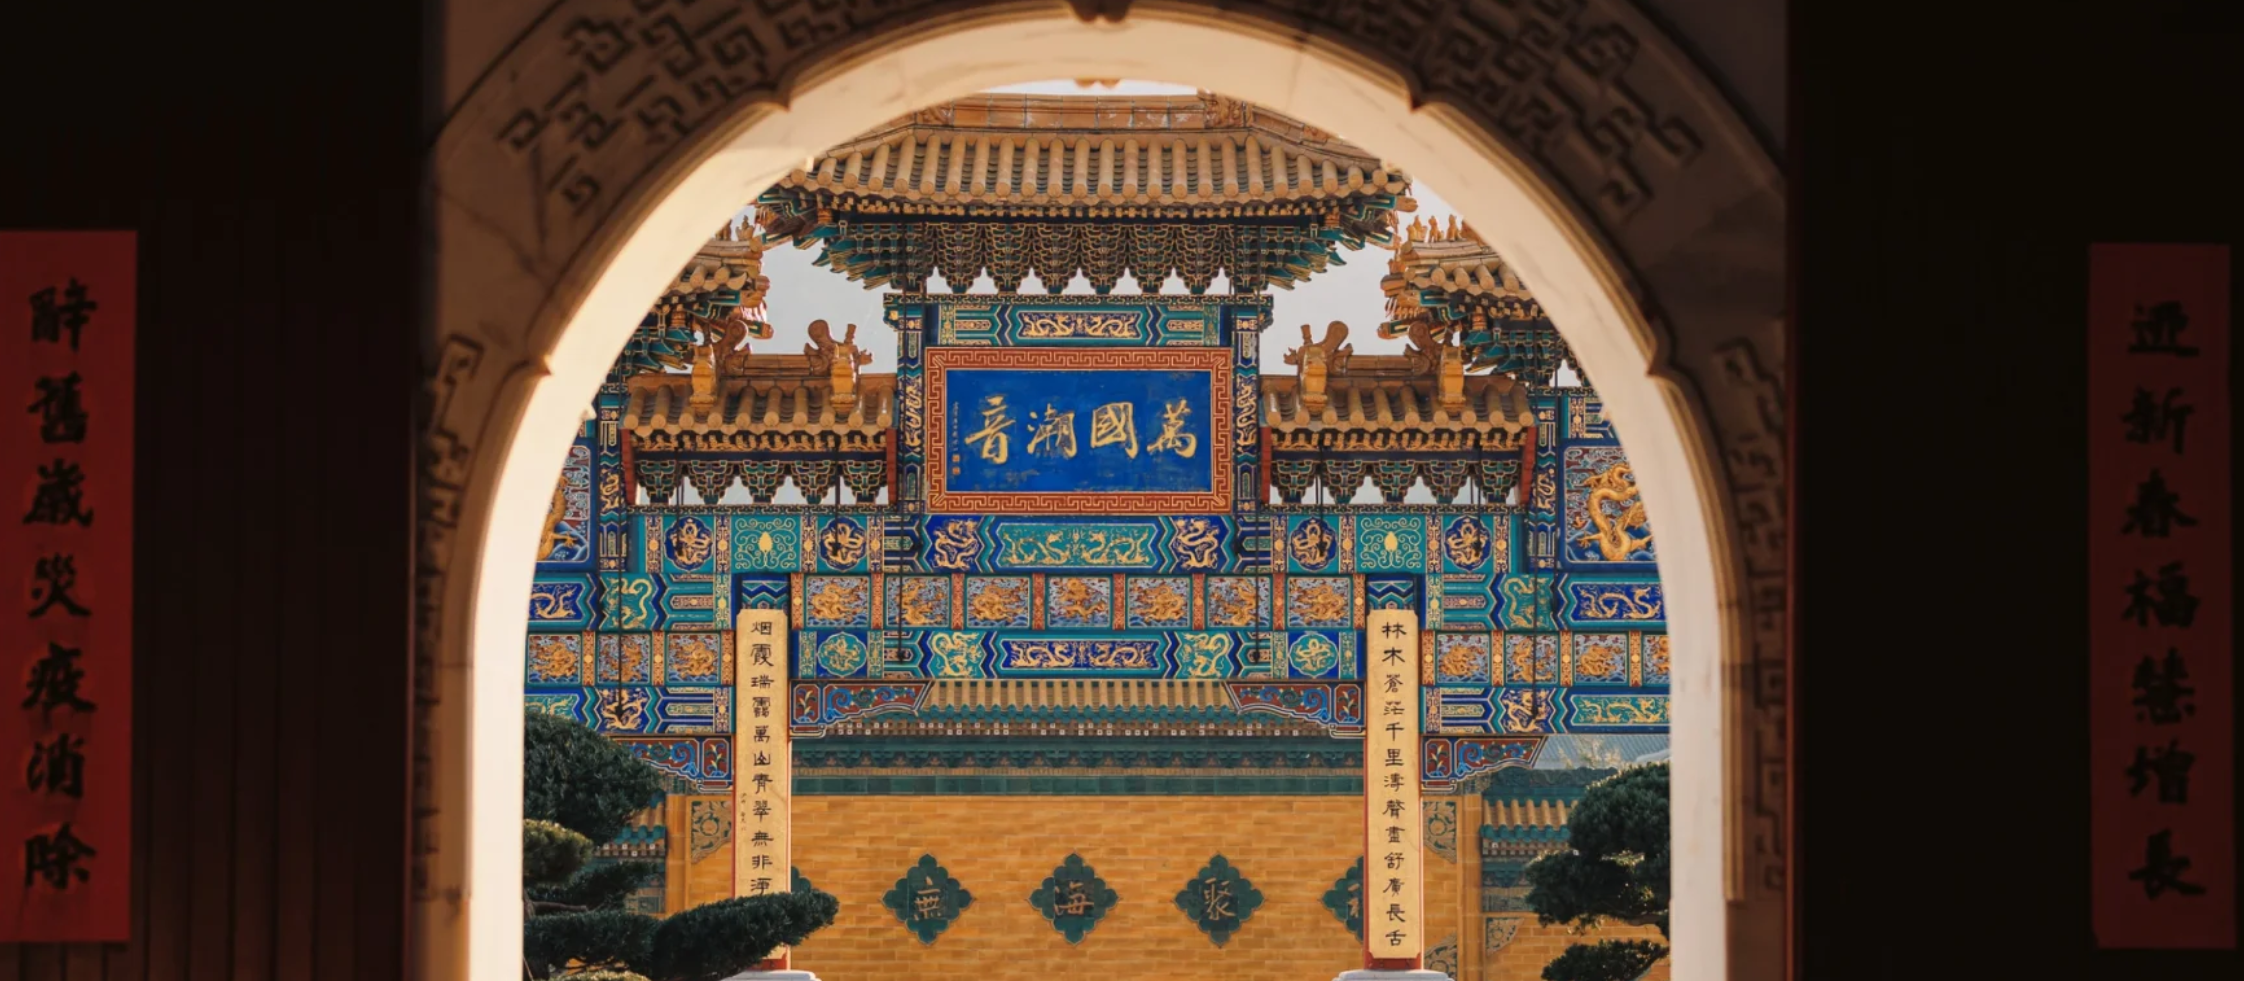 萬國潮音
迎新春福慧增長
辭舊歲災疫消除
林木蒼茫千里濤聲盡舒廣長舌
烟霞瑞靄萬山青翠無非淨
聚海無